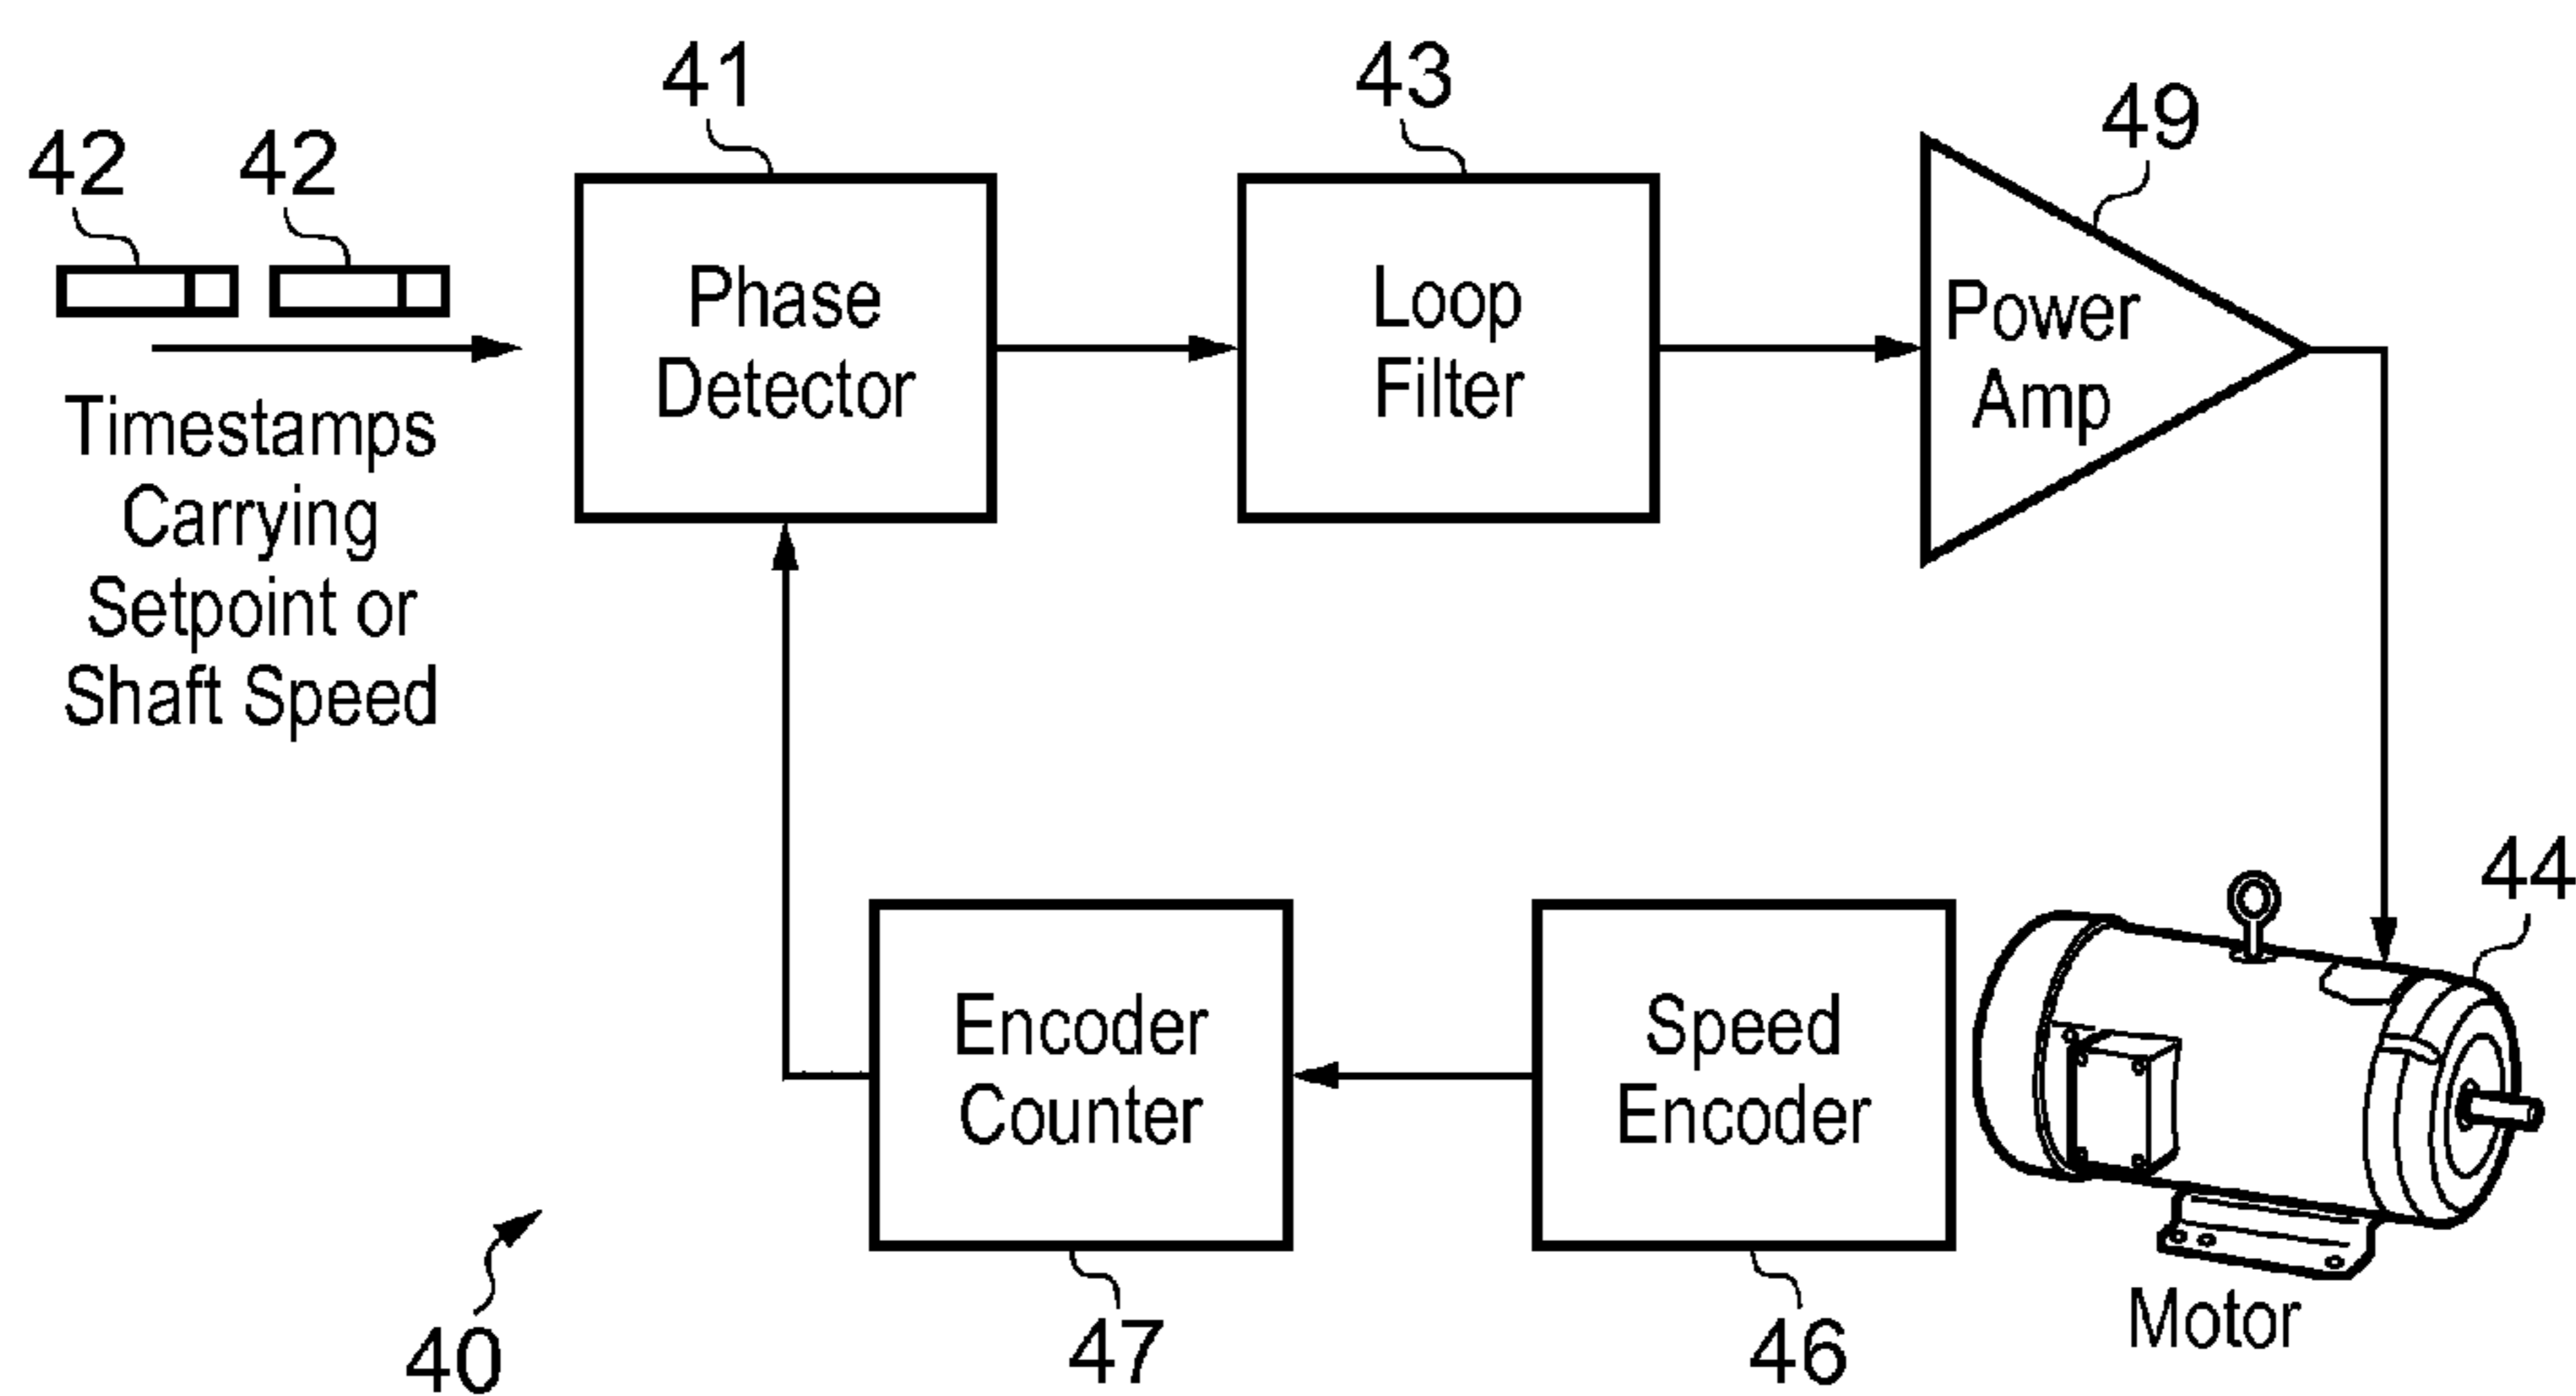 41
43
49
42
42
Phase
Detector
Loop
Filter
Power
Amp
Timestamps
Carrying
Setpoint or
Shaft Speed
44
Encoder
Counter
Speed
Encoder
Motor
40
47
46